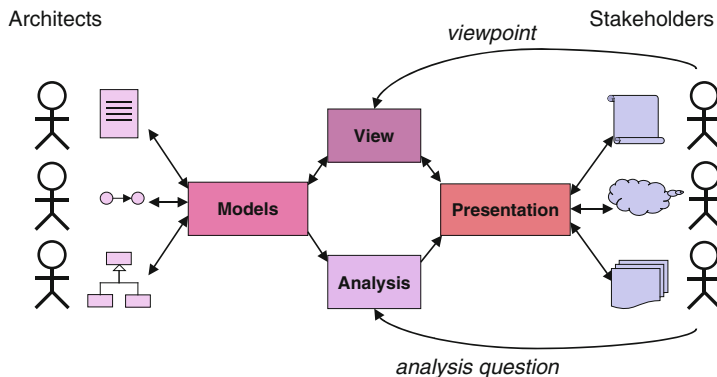 Architects
Stakeholders
viewpoint
View
Models
Presentation
Analysis
analysis question